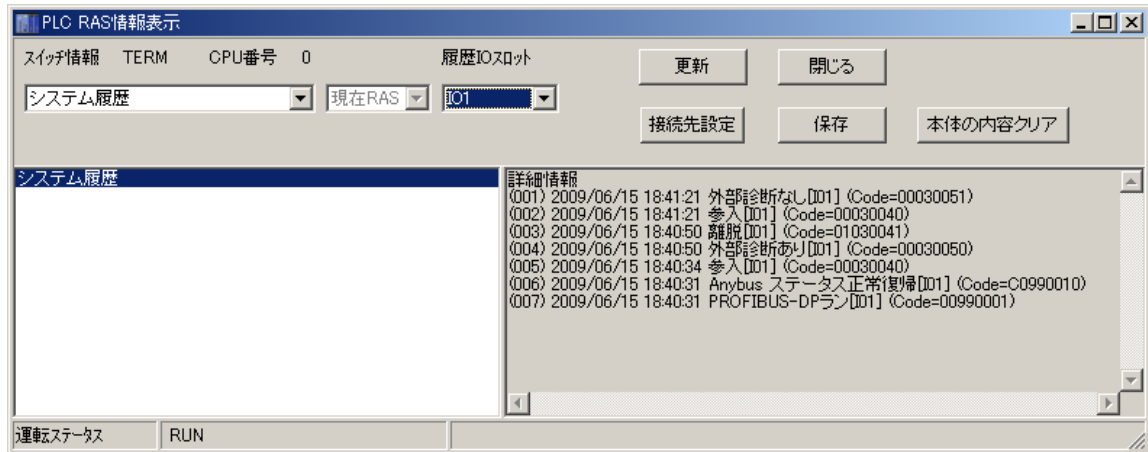 PLC RAS情報表示
スイッチ情報 TERM CPU番号 0 履歴IOスロット
更新 閉じる
システム履歴 現在RAS IO1
接続先設定 保存 本体の内容クリア
システム履歴
詳細情報
(001) 2009/06/15 18:41:21 外部診断なし[IO1] (Code=00030051)
(002) 2009/06/15 18:41:21 参入[IO1] (Code=00030040)
(003) 2009/06/15 18:40:50 離脱[IO1] (Code=01030041)
(004) 2009/06/15 18:40:50 外部診断あり[IO1] (Code=00030050)
(005) 2009/06/15 18:40:34 参入[IO1] (Code=00030040)
(006) 2009/06/15 18:40:31 Anybus ステータス正常復帰[IO1] (Code=C0990010)
(007) 2009/06/15 18:40:31 PROFIBUS-DPラン[IO1] (Code=00990001)
運転ステータス RUN